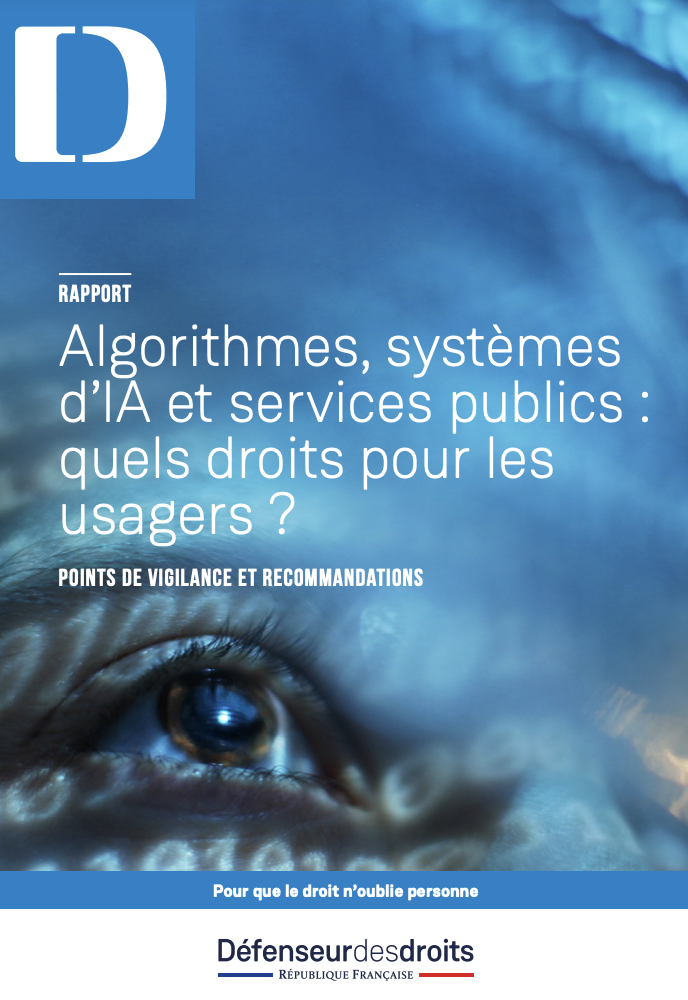 D
RAPPORT
Algorithmes, systèmes
d’IA et services publics :
quels droits pour les
usagers ?
POINTS DE VIGILANCE ET RECOMMANDATIONS
Pour que le droit n’oublie personne
Défenseurdesdroits
RÉPUBLIQUE FRANÇAISE